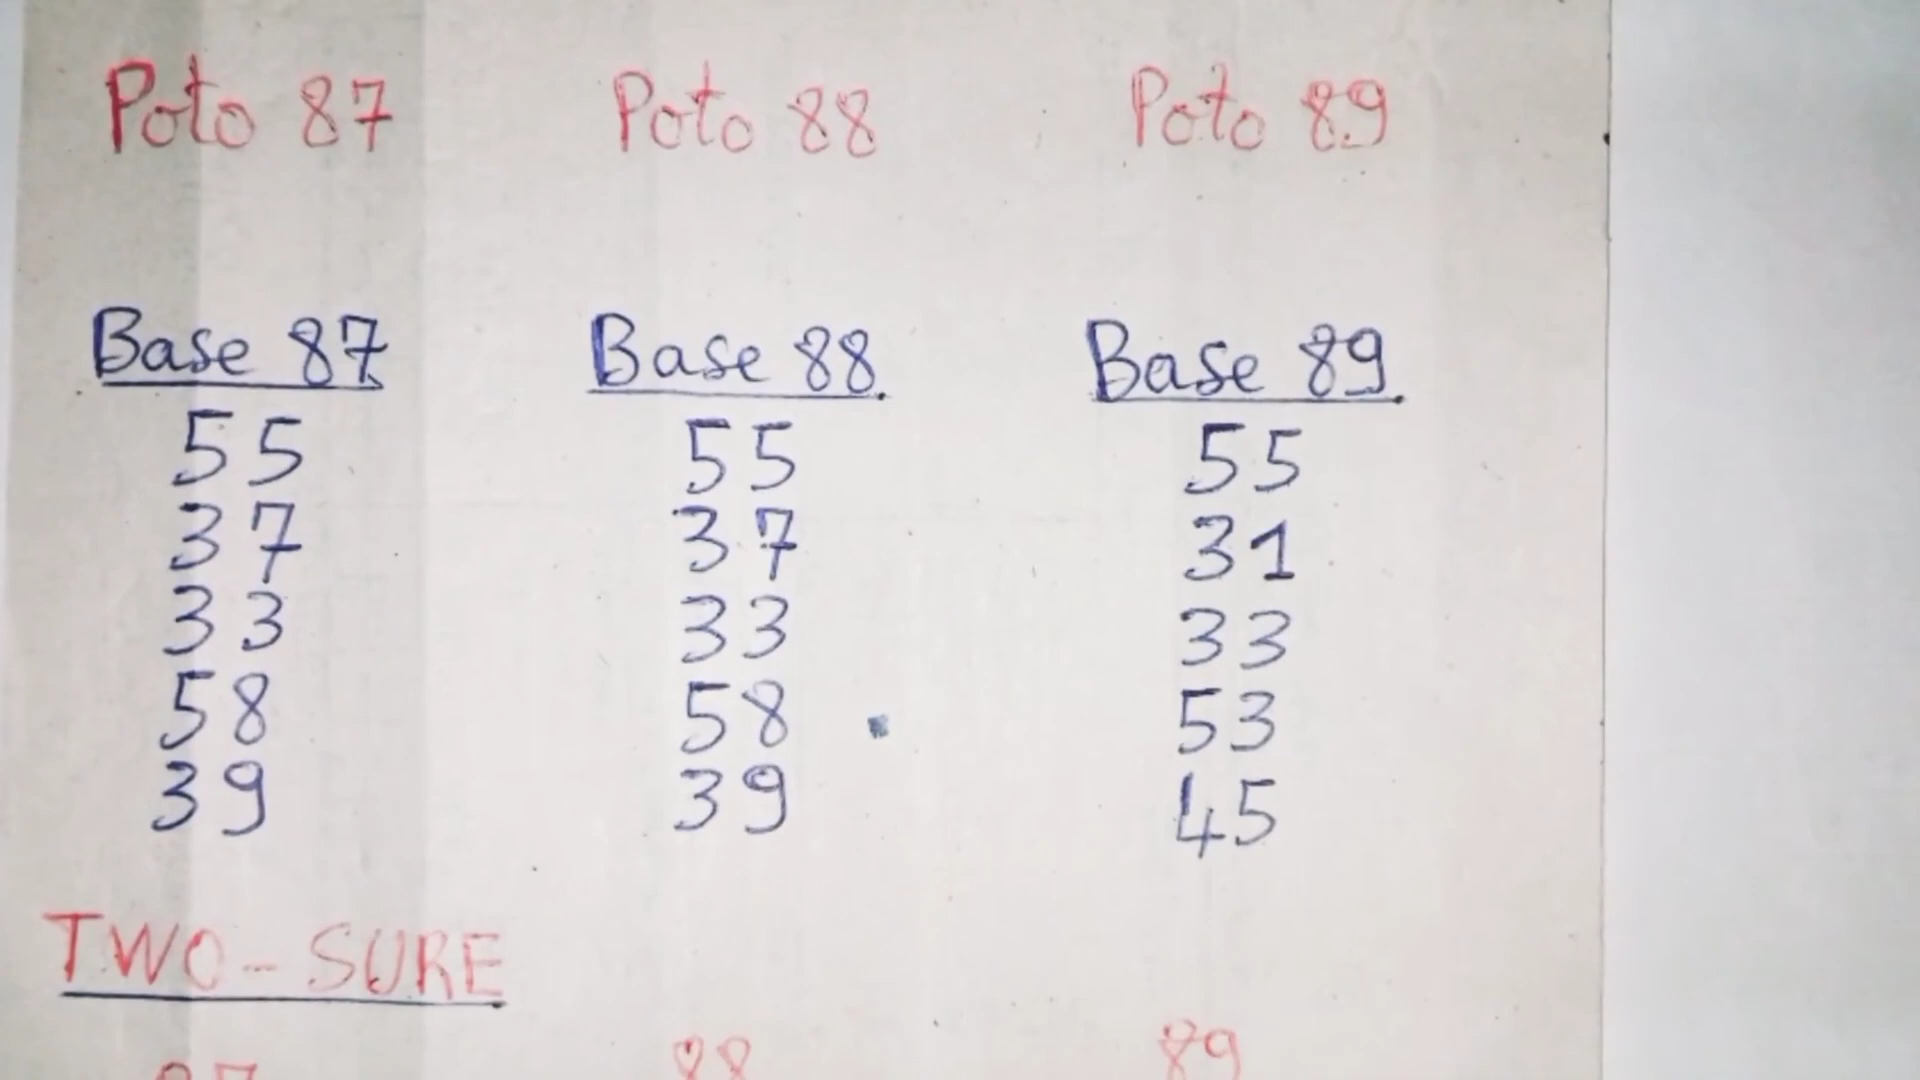 Poto 87 Poto 88 Poto 89
Base 87 Base 88. Base 89.
55 55 55
37 37 31
33 33 33
58 58 53
39 39 45
TWO-SURE
87 88 89